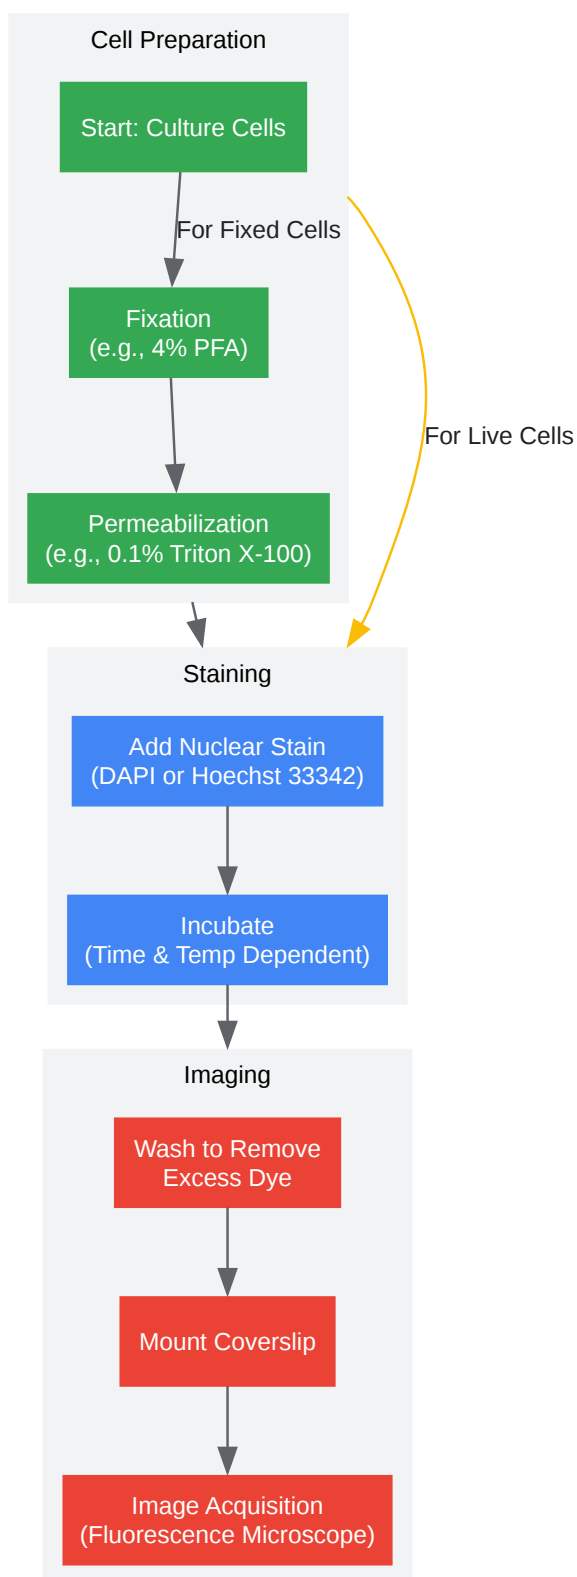 Cell Preparation
Start: Culture Cells
For Fixed Cells
Fixation
(e.g., 4% PFA)
For Live Cells
Permeabilization
(e.g., 0.1% Triton X-100)
Staining
Add Nuclear Stain
(DAPI or Hoechst 33342)
Incubate
(Time & Temp Dependent)
Imaging
Wash to Remove
Excess Dye
Mount Coverslip
Image Acquisition
(Fluorescence Microscope)